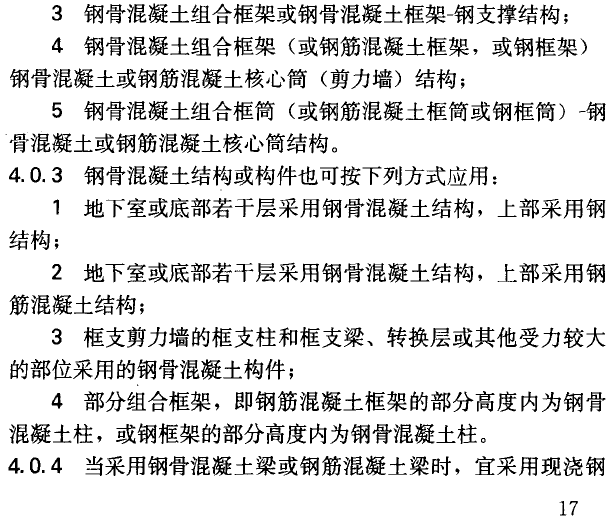 3 钢骨混凝土组合框架或钢骨混凝土框架-钢支撑结构；
4 钢骨混凝土组合框架（或钢筋混凝土框架，或钢框架）
钢骨混凝土或钢筋混凝土核心筒（剪力墙）结构；
5 钢骨混凝土组合框筒（或钢筋混凝土框筒或钢框筒）-钢
骨混凝土或钢筋混凝土核心筒结构。
4.0.3 钢骨混凝土结构或构件也可按下列方式应用：
1 地下室或底部若干层采用钢骨混凝土结构，上部采用钢
结构；
2 地下室或底部若干层采用钢骨混凝土结构，上部采用钢
筋混凝土结构；
3 框支剪力墙的框支柱和框支梁、转换层或其他受力较大
的部位采用的钢骨混凝土构件；
4 部分组合框架，即钢筋混凝土框架的部分高度内为钢骨
混凝土柱，或钢框架的部分高度内为钢骨混凝土柱。
4.0.4 当采用钢骨混凝土梁或钢筋混凝土梁时，宜采用现浇钢
17